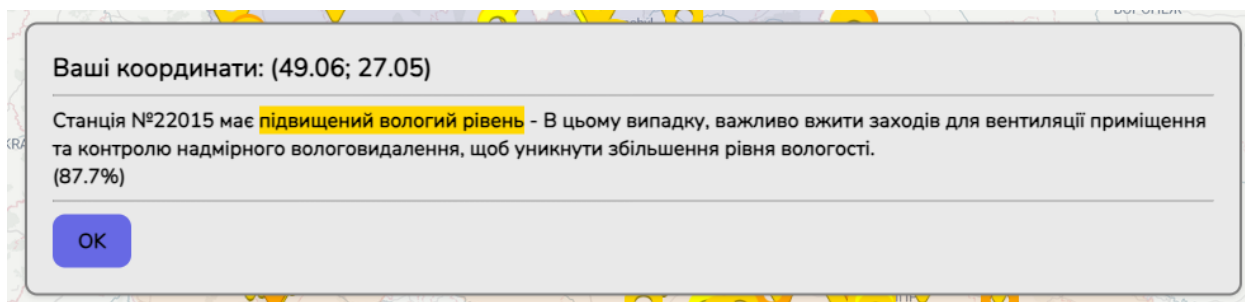 Ваші координати: (49.06; 27.05)
Станція №22015 має підвищений вологий рівень - В цьому випадку, важливо вжити заходів для вентиляції приміщення
та контролю надмірного вологовидалення, щоб уникнути збільшення рівня вологості.
(87.7%)
OK